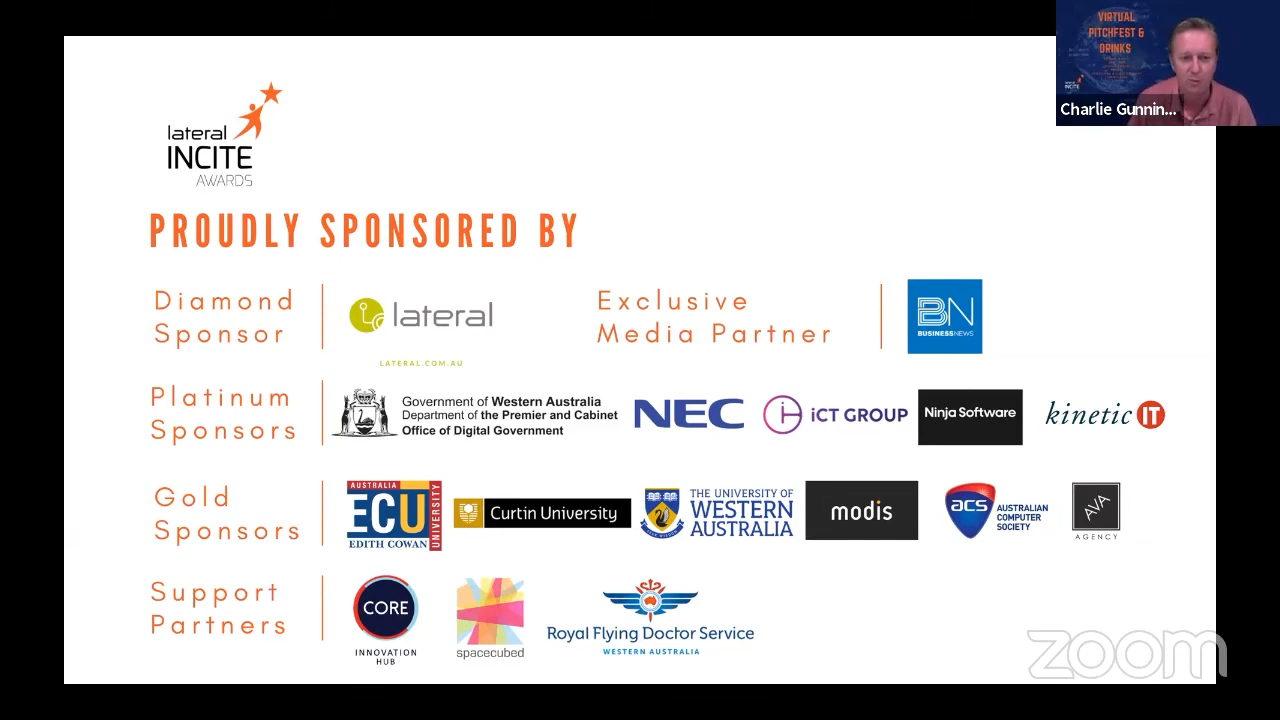 VIRTUAL
PITCHFEST &
DRINKS
Charlie Gunnin...
lateral
INCITE
AWARDS
PROUDLY SPONSORED BY
Diamond
Sponsor
lateral
LATERAL.COM.AU
Exclusive
Media Partner
BN
BUSINESSNEWS
Platinum
Sponsors
Government of Western Australia
Department of the Premier and Cabinet
Office of Digital Government
NEC
iCT GROUP
Ninja Software
kinetic IT
Gold
Sponsors
AUSTRALIA
ECU
UNIVERSITY
EDITH COWAN
Curtin University
THE UNIVERSITY OF
WESTERN
AUSTRALIA
modis
acs
AUSTRALIAN
COMPUTER
SOCIETY
AVA
AGENCY
Support
Partners
CORE
INNOVATION
HUB
spacecubed
Royal Flying Doctor Service
WESTERN AUSTRALIA
zoom